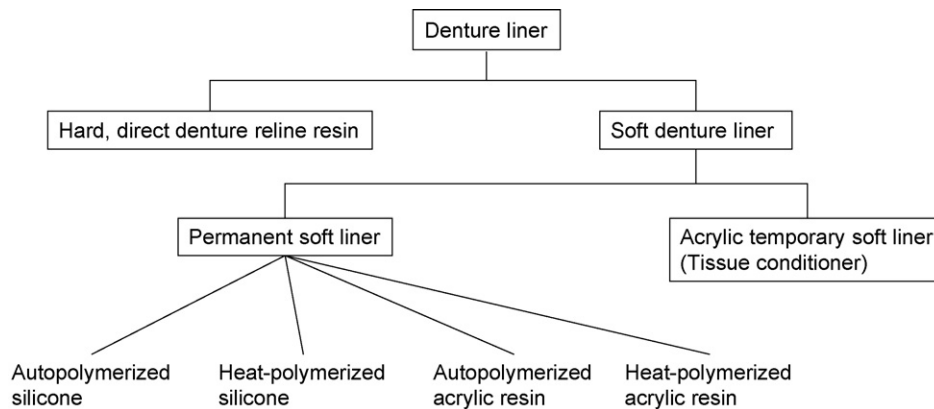 Denture liner
Hard, direct denture reline resin
Soft denture liner
Permanent soft liner
Acrylic temporary soft liner
(Tissue conditioner)
Autopolymerized
silicone
Heat-polymerized
silicone
Autopolymerized
acrylic resin
Heat-polymerized
acrylic resin